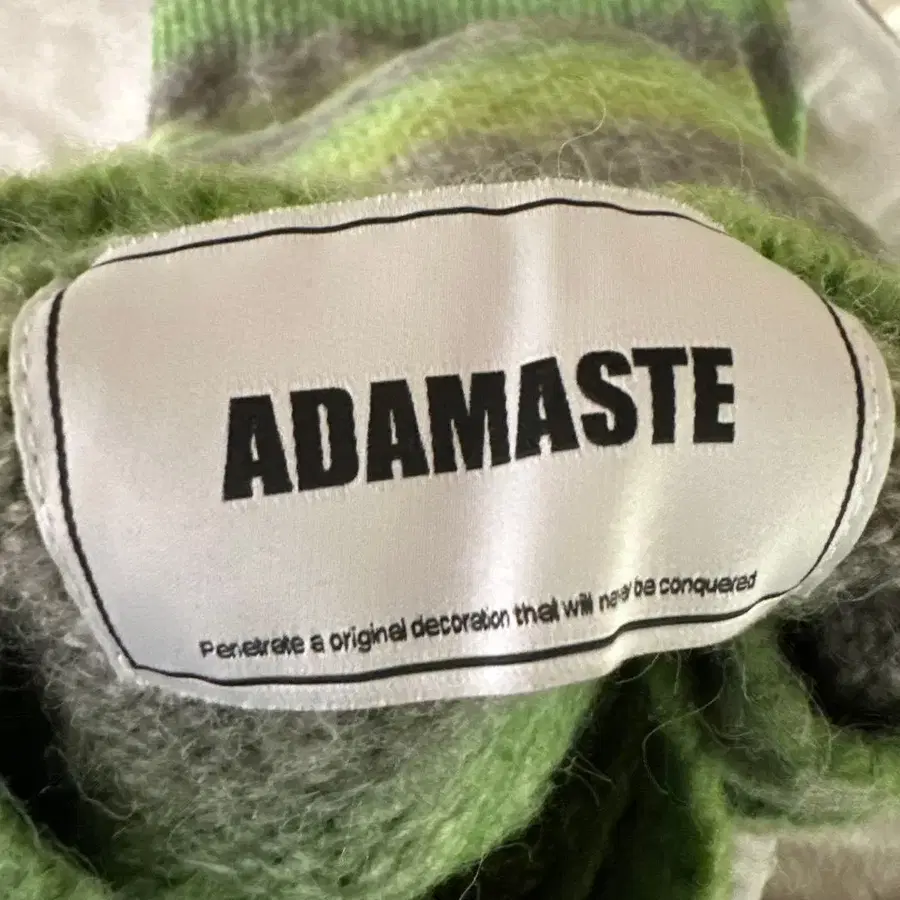 ADAMASTE
Penetrate a original decoration that will never be conquered